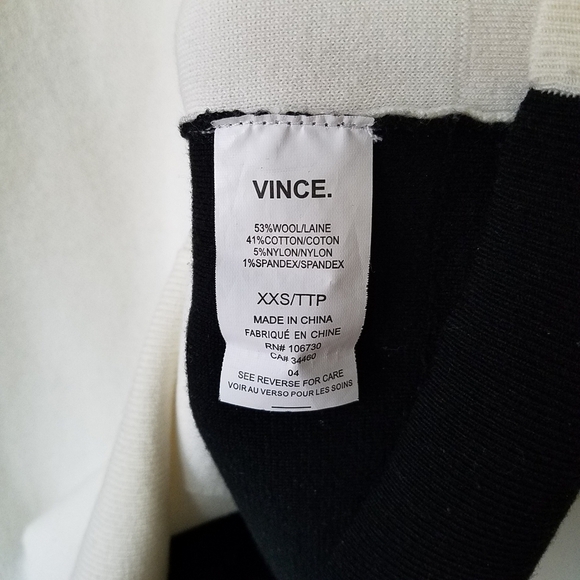 VINCE.
53%WOOL/LAINE
41%COTTON/COTON
5%NYLON/NYLON
1%SPANDEX/SPANDEX
XXS/TTP
MADE IN CHINA
FABRIQUÉ EN CHINE
RN# 106730
CA# 34460
04
SEE REVERSE FOR CARE
VOIR AU VERSO POUR LES SOINS